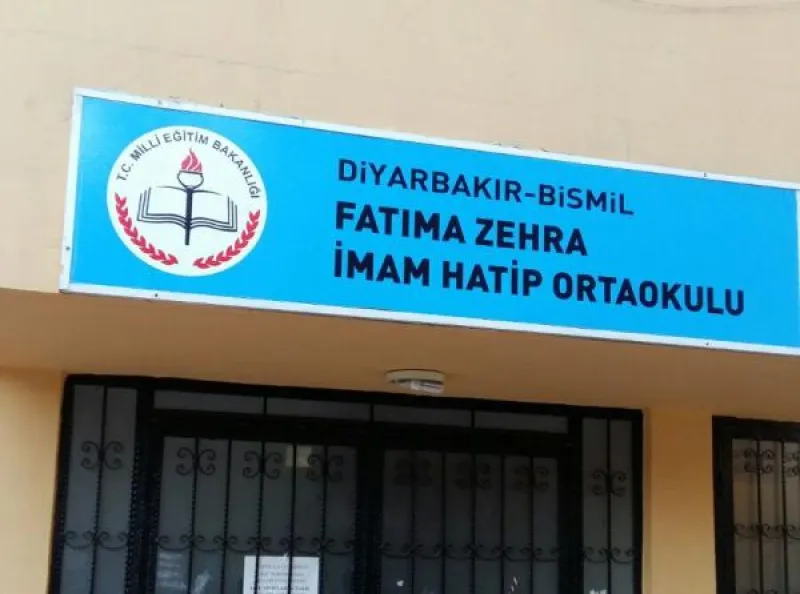 T.C. MİLLİ EĞİTİM BAKANLIĞI
DİYARBAKIR-BİSMİL
FATIMA ZEHRA
İMAM HATİP ORTAOKULU